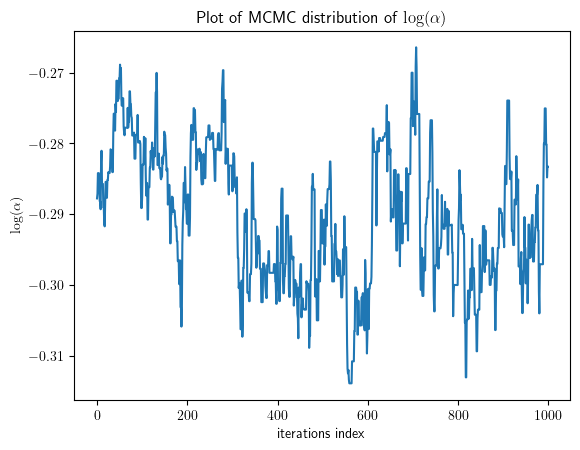 Plot of MCMC distribution of log(α)
log(α)
−0.27
−0.28
−0.29
−0.30
−0.31
0 200 400 600 800 1000
iterations index